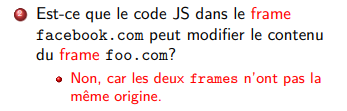 2 Est-ce que le code JS dans le frame
facebook.com peut modifier le contenu
du frame foo.com?
• Non, car les deux frames n'ont pas la
même origine.